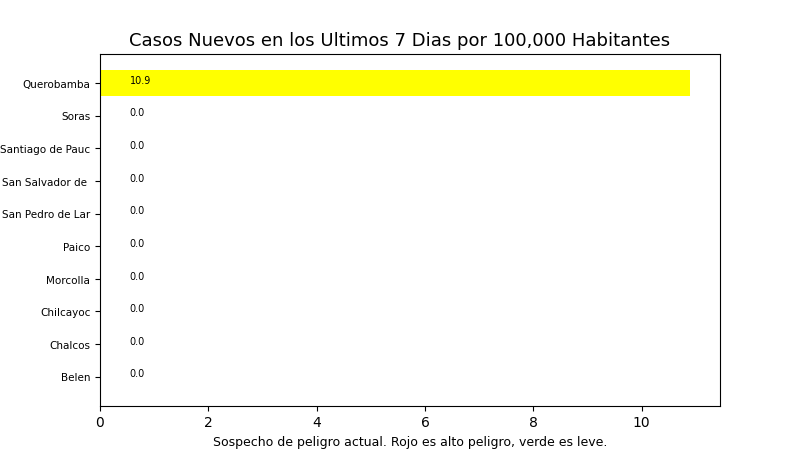 Casos Nuevos en los Ultimos 7 Dias por 100,000 Habitantes
Querobamba 10.9
Soras 0.0
Santiago de Pauc 0.0
San Salvador de 0.0
San Pedro de Lar 0.0
Paico 0.0
Morcolla 0.0
Chilcayoc 0.0
Chalcos 0.0
Belen 0.0
0 2 4 6 8 10
Sospecho de peligro actual. Rojo es alto peligro, verde es leve.